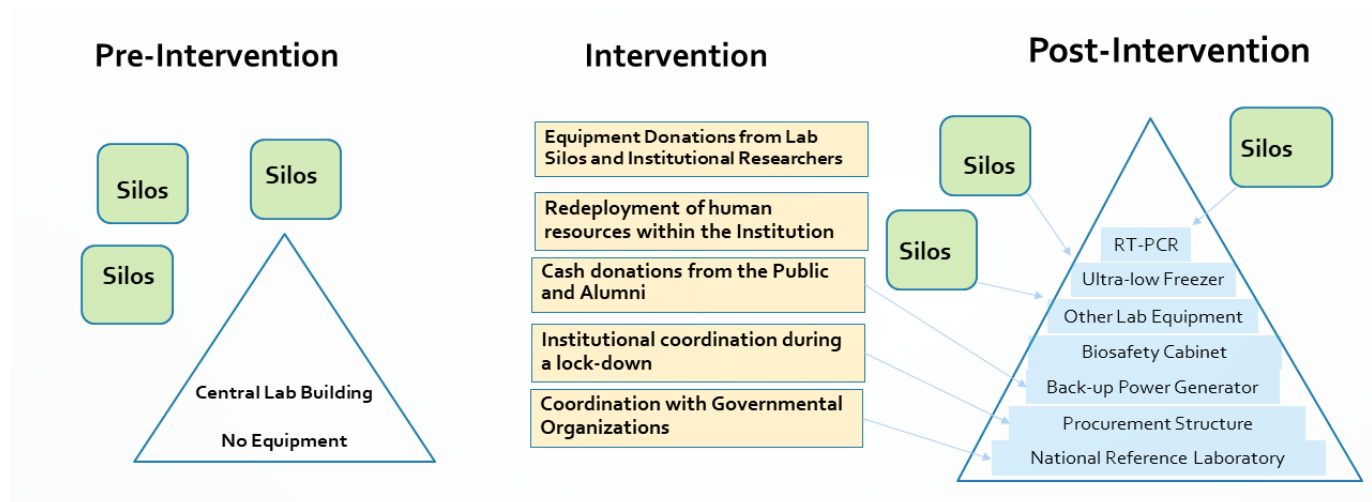 Pre-Intervention
Silos
Silos
Silos
Central Lab Building
No Equipment
Intervention
Equipment Donations from Lab
Silos and Institutional Researchers
Redeployment of human
resources within the Institution
Cash donations from the Public
and Alumni
Institutional coordination during
a lock-down
Coordination with Governmental
Organizations
Post-Intervention
Silos
Silos
Silos
RT-PCR
Ultra-low Freezer
Other Lab Equipment
Biosafety Cabinet
Back-up Power Generator
Procurement Structure
National Reference Laboratory